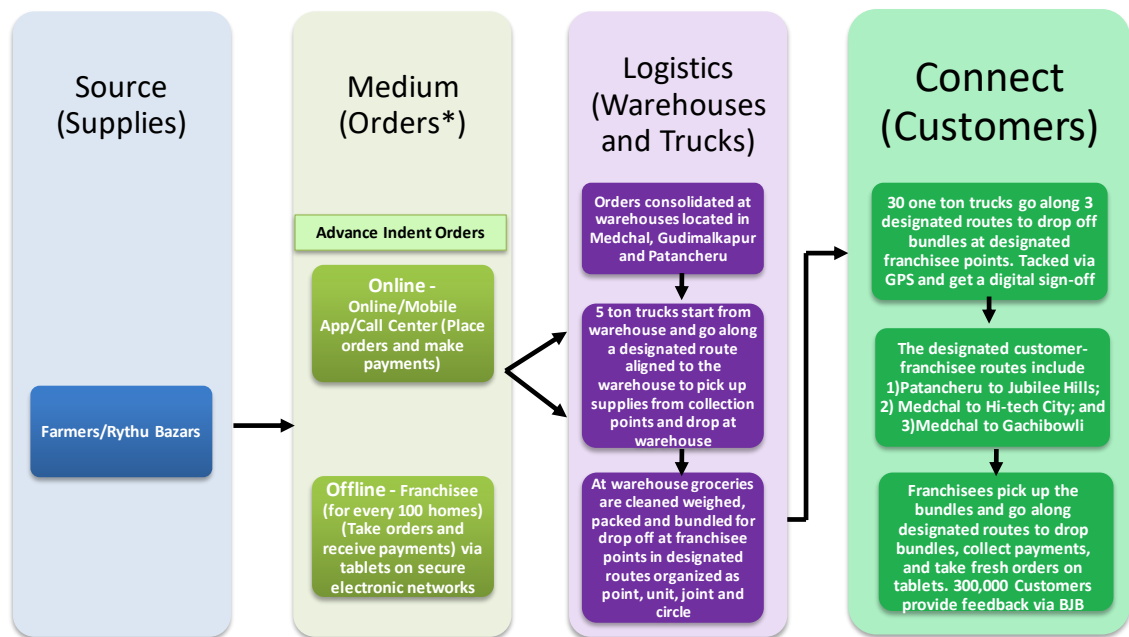 Source
(Supplies)
Farmers/Rythu Bazars
Medium
(Orders*)
Advance Indent Orders
Online -
Online/Mobile
App/Call Center (Place
orders and make
payments)
Offline - Franchisee
(for every 100 homes)
(Take orders and
receive payments) via
tablets on secure
electronic networks
Logistics
(Warehouses
and Trucks)
Orders consolidated at
warehouses located in
Medchal, Gudimalkapur
and Patancheru
5 ton trucks start from
warehouse and go along
a designated route
aligned to the
warehouse to pick up
supplies from collection
points and drop at
warehouse
At warehouse groceries
are cleaned weighed,
packed and bundled for
drop off at franchisee
points in designated
routes organized as
point, unit, joint and
circle
Connect
(Customers)
30 one ton trucks go along 3
designated routes to drop off
bundles at designated
franchisee points. Tacked via
GPS and get a digital sign-off
The designated customer-
franchisee routes include
1)Patancheru to Jubilee Hills;
2) Medchal to Hi-tech City; and
3)Medchal to Gachibowli
Franchisees pick up the
bundles and go along
designated routes to drop
bundles, collect payments,
and take fresh orders on
tablets. 300,000 Customers
provide feedback via BJB